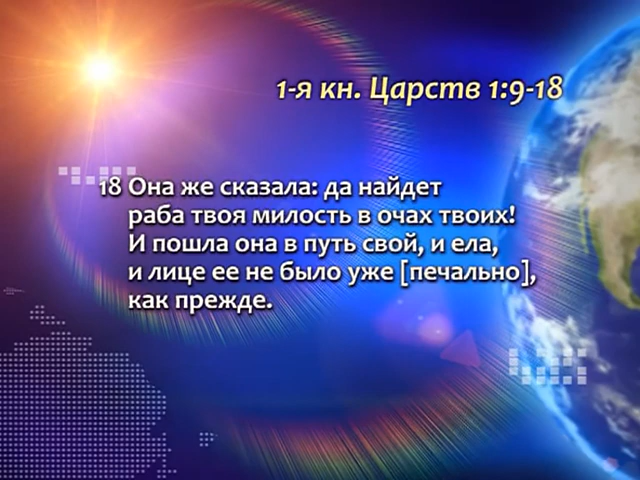 1-я кн. Царств 1:9-18
18 Она же сказала: да найдет
раба твоя милость в очах твоих!
И пошла она в путь свой, и ела,
и лице ее не было уже [печально],
как прежде.